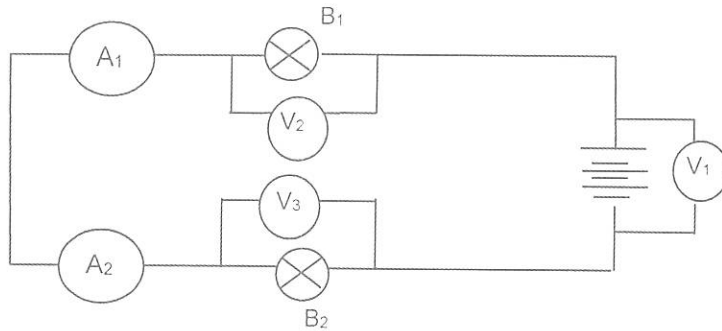 B₁
A₁
V₂
V₁
V₃
A₂
B₂